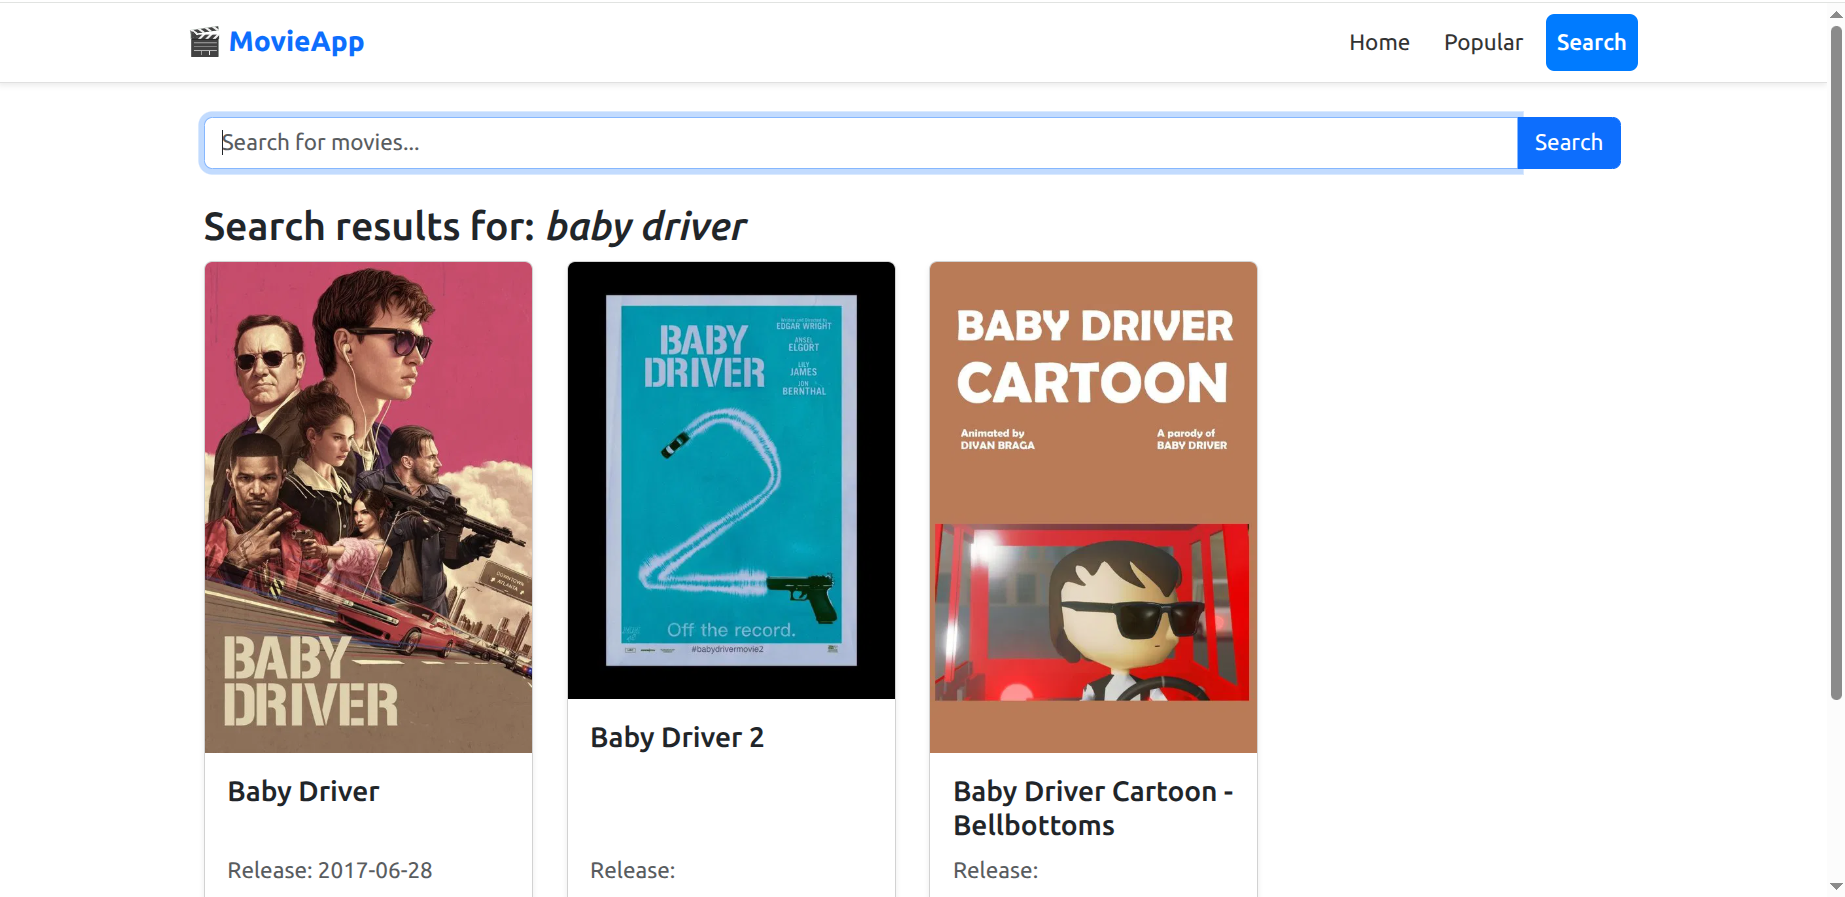 MovieApp
Home Popular Search
Search for movies... Search
Search results for: baby driver
BABY
DRIVER
DOWNTOWN
ATLANTA
Baby Driver
Release: 2017-06-28
EDGAR WRIGHT
BABY
DRIVER
ANSEL
ELGORT
LILY
JAMES
JON
BERNTHAL
Off the record.
#babydrivermovie2
Baby Driver 2
Release:
BABY DRIVER
CARTOON
Animated by
DIVAN BRAGA
A parody of
BABY DRIVER
Baby Driver Cartoon -
Bellbottoms
Release: